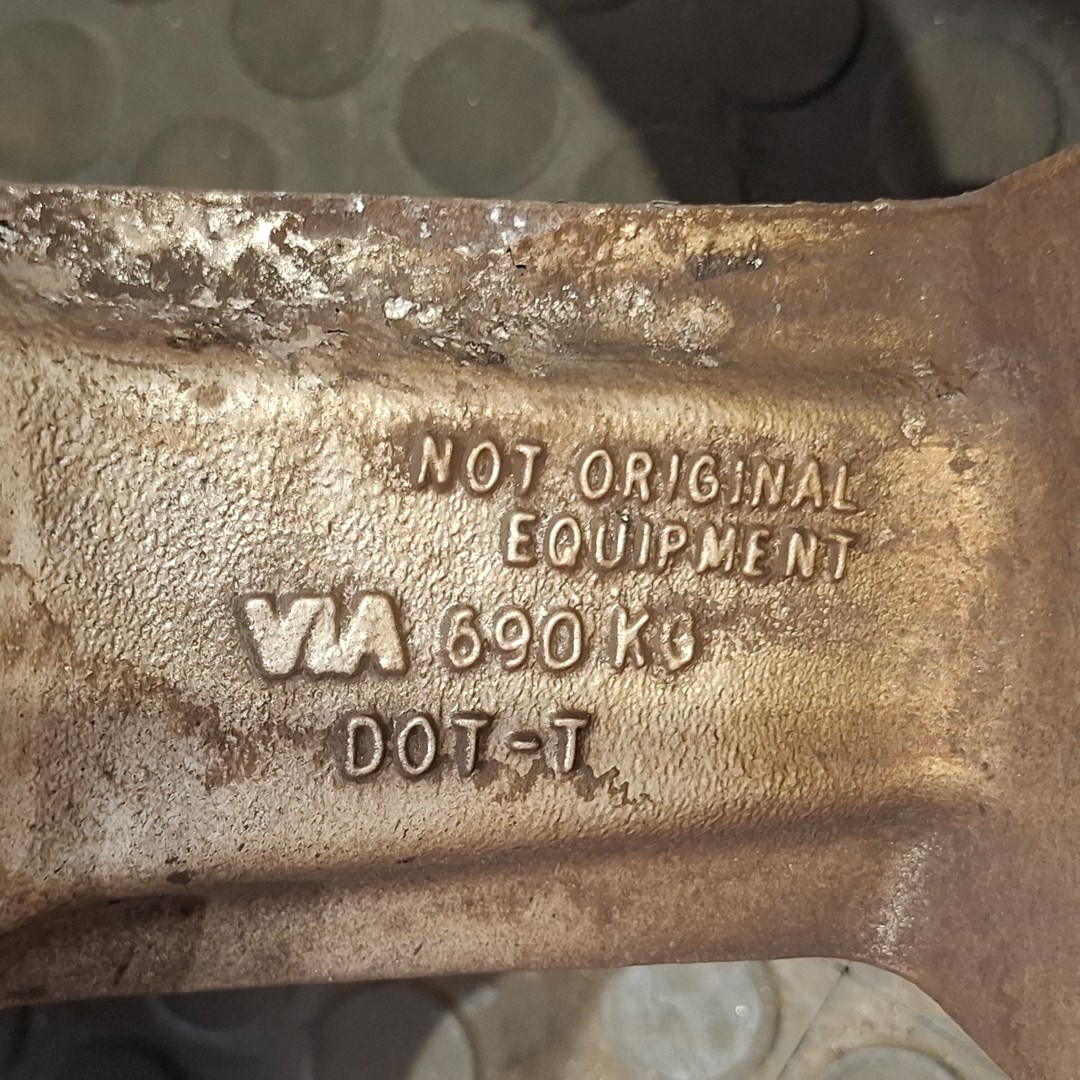 NOT ORIGINAL
EQUIPMENT
VIA 690 KG
DOT-T